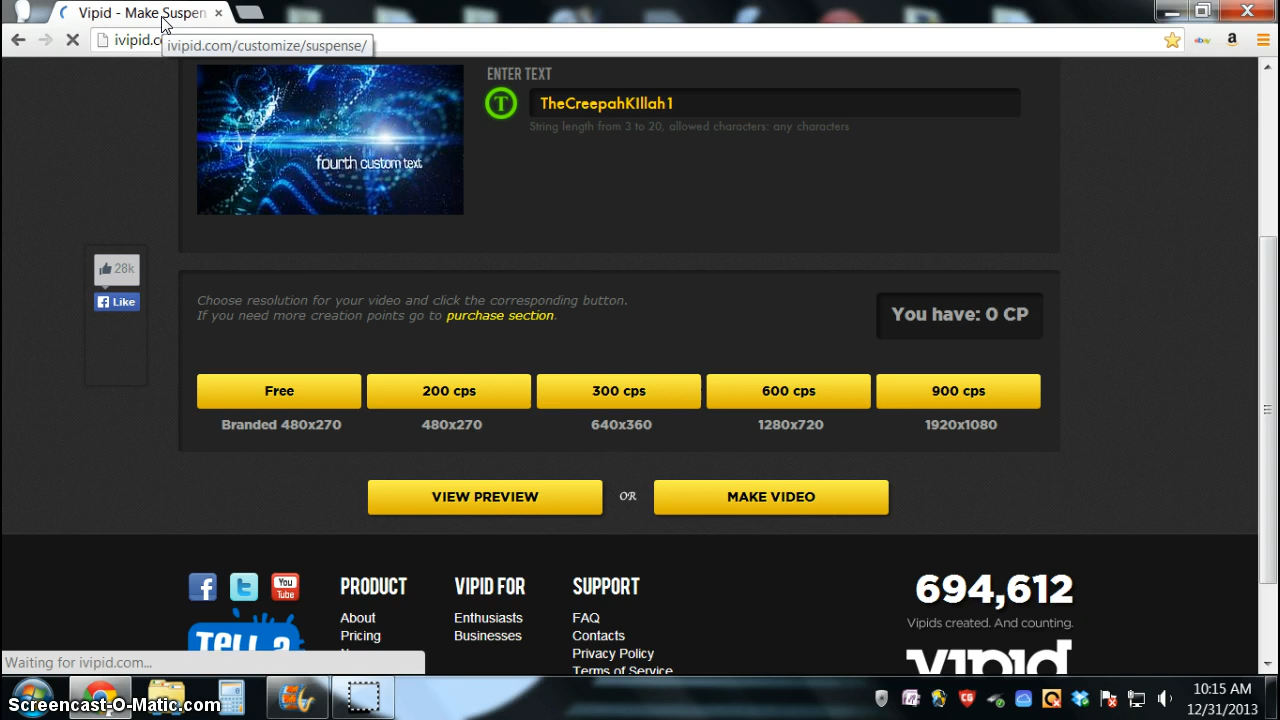 Vipid - Make Suspen
ivipid.c
ivipid.com/customize/suspense/
ebay
a
fourth custom text
ENTER TEXT
T
TheCreepahKIllah1
String length from 3 to 20, allowed characters: any characters
28k
Like
Choose resolution for your video and click the corresponding button.
If you need more creation points go to purchase section.
You have: 0 CP
Free
200 cps
300 cps
600 cps
900 cps
Branded 480x270
480x270
640x360
1280x720
1920x1080
VIEW PREVIEW
OR
MAKE VIDEO
You Tube
PRODUCT
About
Pricing
VIPID FOR
Enthusiasts
Businesses
SUPPORT
FAQ
Contacts
Privacy Policy
Terms of Service
694,612
Vipids created. And counting.
vipid
Waiting for ivipid.com...
Screencast-O-Matic.com
10:15 AM
12/31/2013